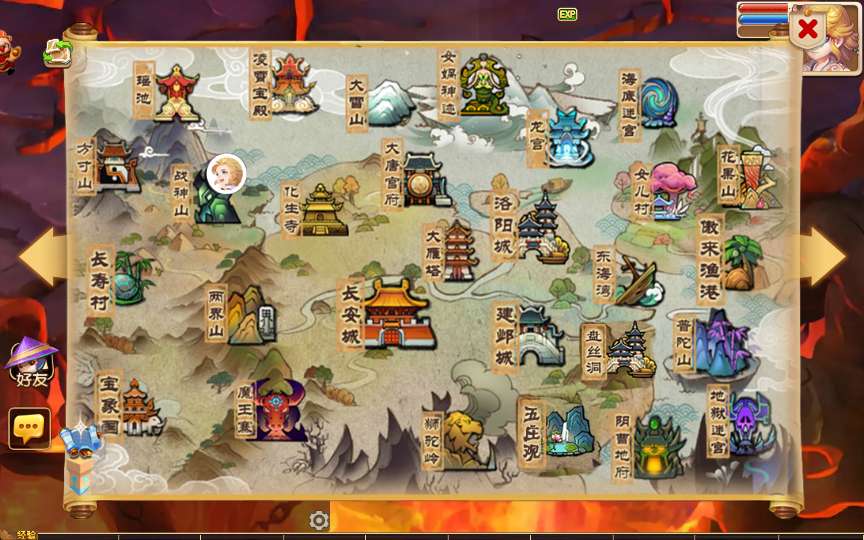 EXP
瑶池
凌霄宝殿
大雪山
女娲神迹
海底迷宫
龙宫
方寸山
战神山
化生寺
大唐官府
洛阳城
女儿村
花果山
大雁塔
傲来渔港
长寿村
两界山
长安城
东海湾
建邺城
盘丝洞
普陀山
好友
宝象国
魔王寨
狮驼岭
五庄观
阴曹地府
地狱迷宫
经验